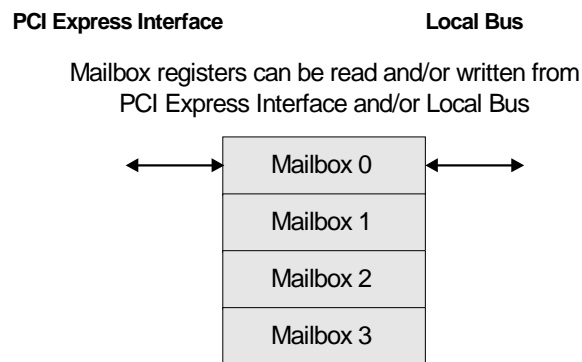 PCI Express Interface Local Bus
Mailbox registers can be read and/or written from
PCI Express Interface and/or Local Bus
Mailbox 0
Mailbox 1
Mailbox 2
Mailbox 3